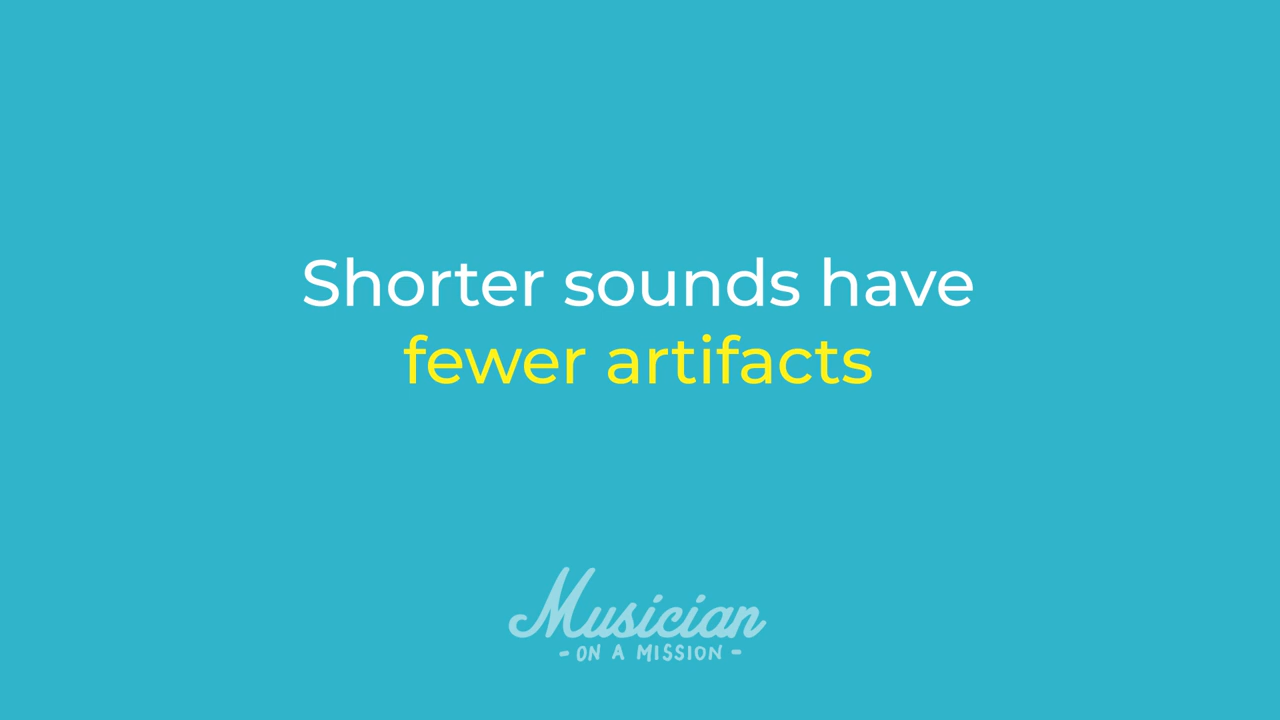 Shorter sounds have
fewer artifacts
Musician
- ON A MISSION -